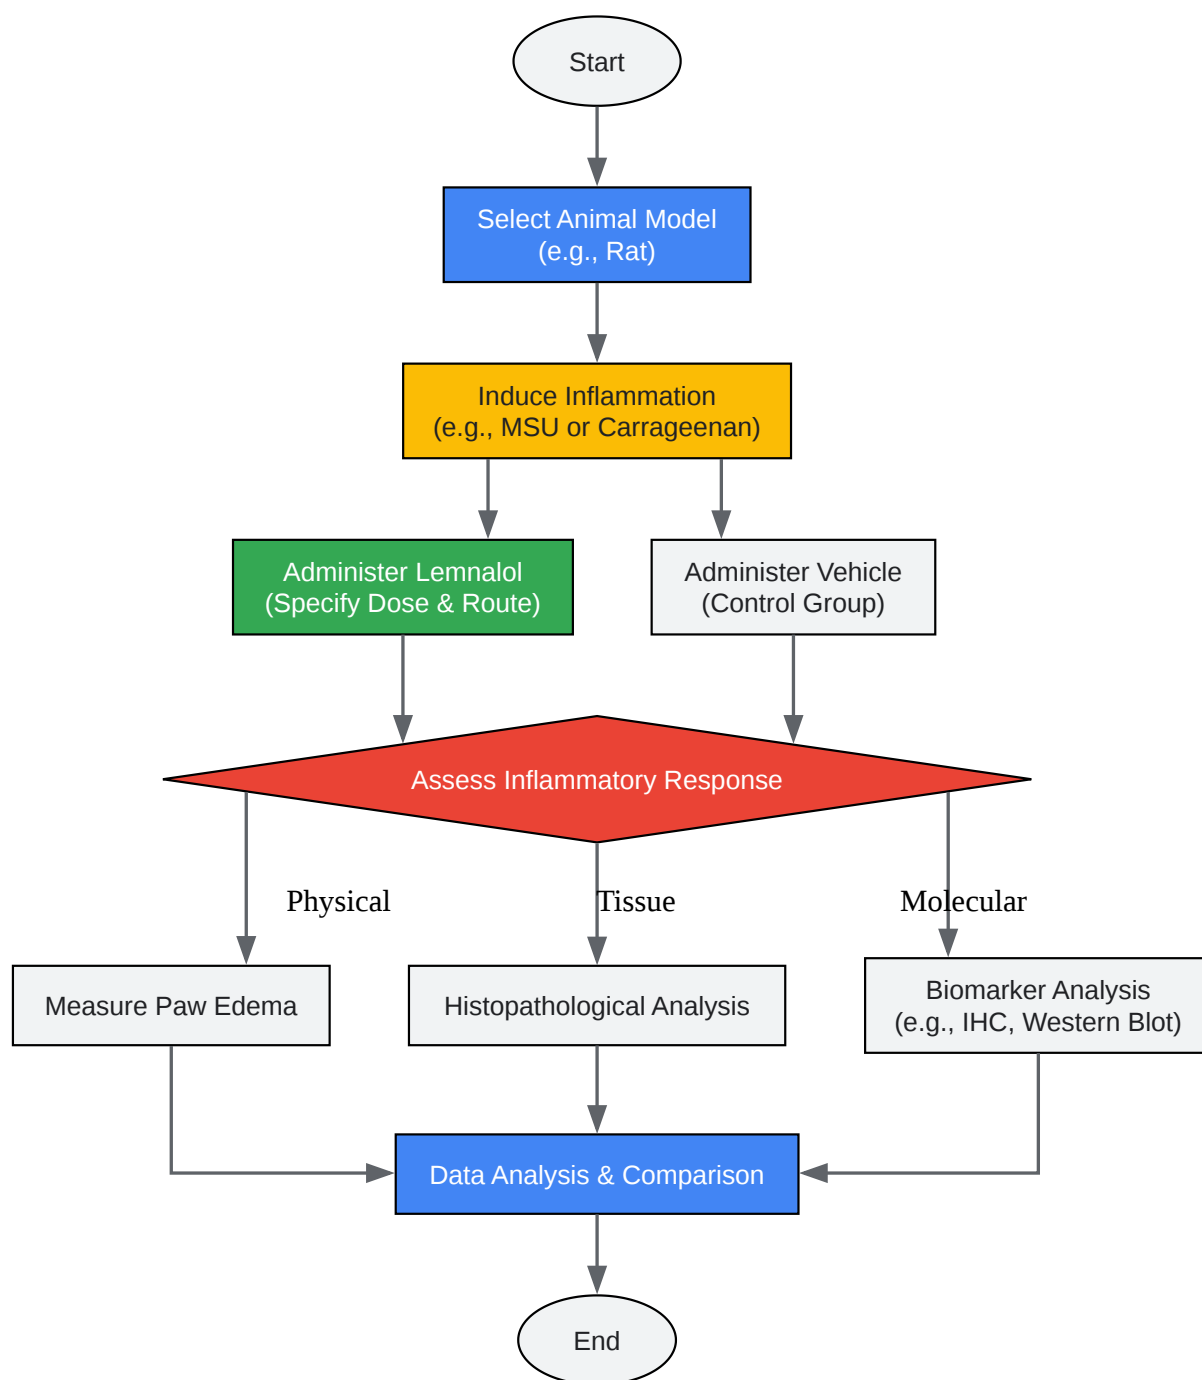 Start
Select Animal Model
(e.g., Rat)
Induce Inflammation
(e.g., MSU or Carrageenan)
Administer Lemnalol
(Specify Dose & Route)
Administer Vehicle
(Control Group)
Assess Inflammatory Response
Physical
Tissue
Molecular
Measure Paw Edema
Histopathological Analysis
Biomarker Analysis
(e.g., IHC, Western Blot)
Data Analysis & Comparison
End